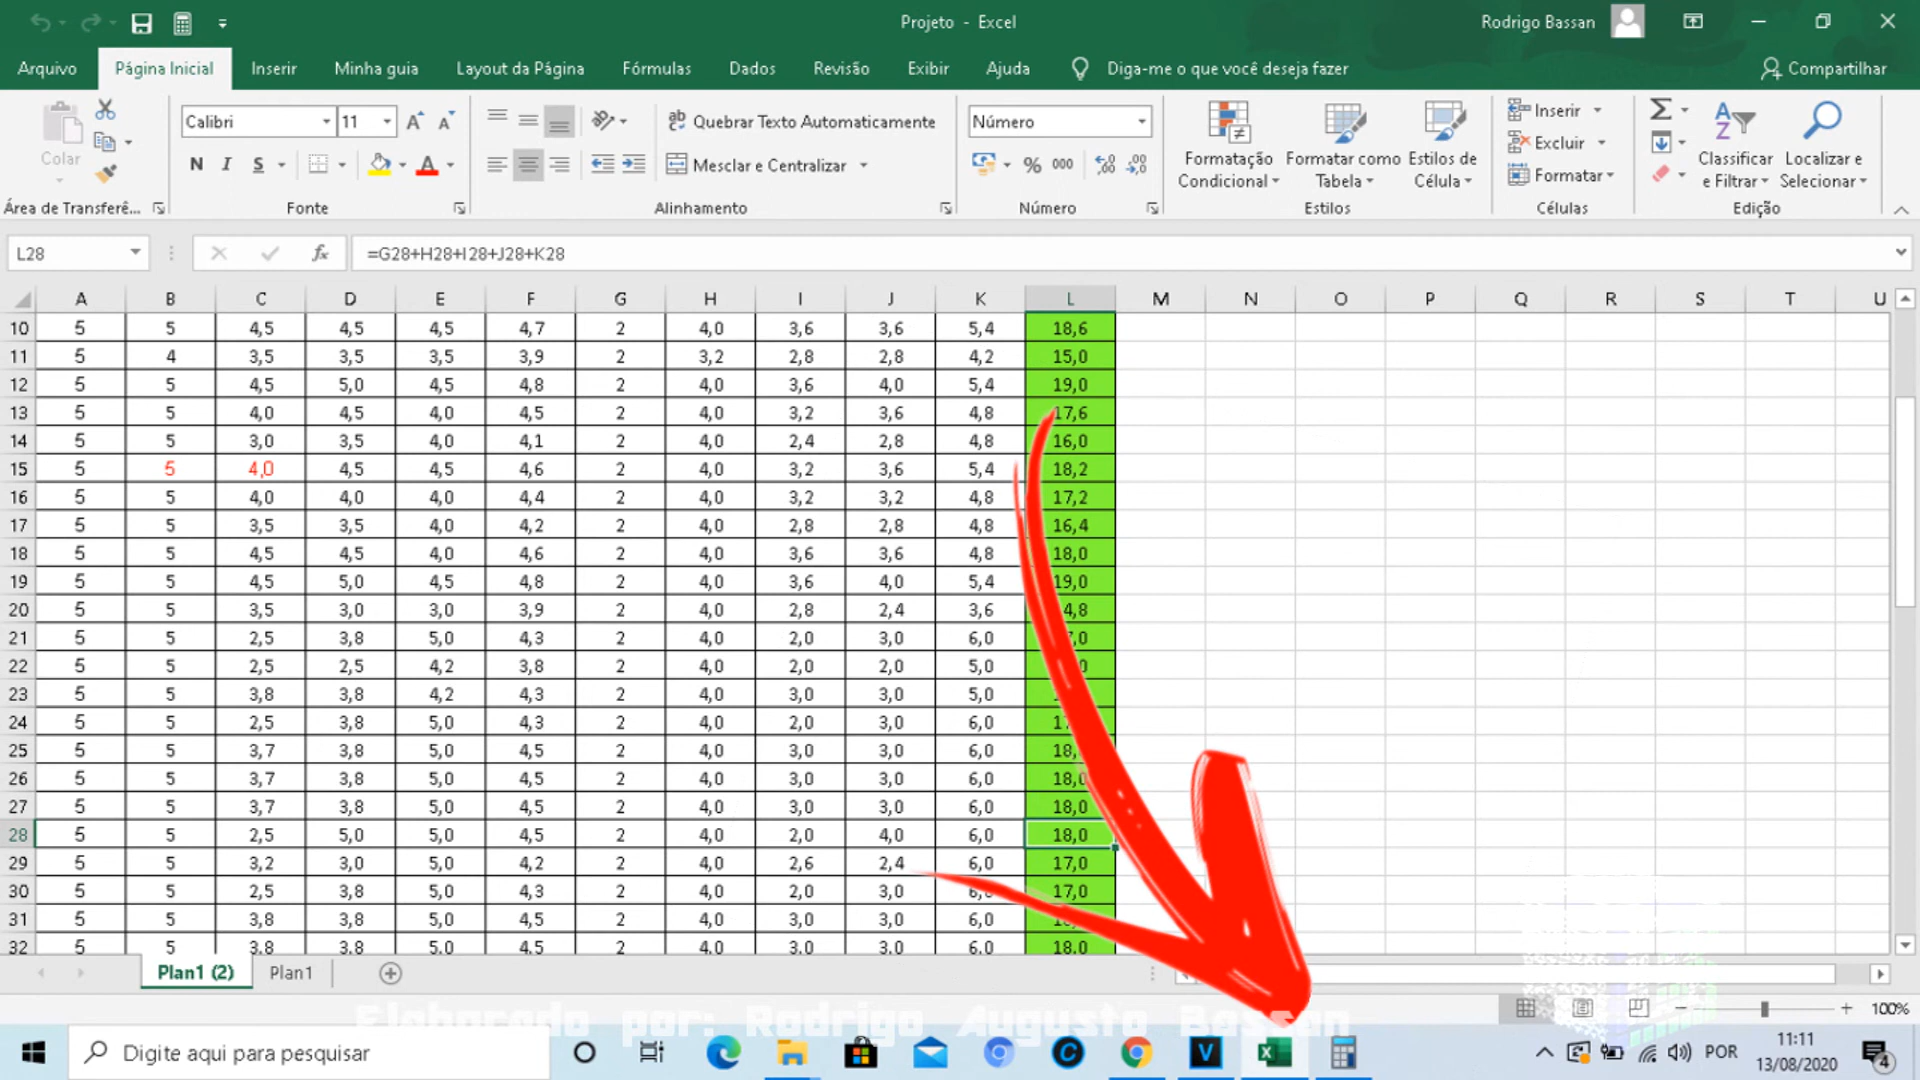 Projeto - Excel
Rodrigo Bassan
Arquivo Página Inicial Inserir Minha guia Layout da Página Fórmulas Dados Revisão Exibir Ajuda Diga-me o que você deseja fazer Compartilhar
Colar
Calibri 11
Quebrar Texto Automaticamente
Número
N I S A
Mesclar e Centralizar
% 000
Formatação Condicional
Formatar como Tabela
Estilos de Célula
Inserir
Excluir
Formatar
Classificar e Filtrar
Localizar e Selecionar
Área de Transferê... Fonte Alinhamento Número Estilos Células Edição
L28 fx =G28+H28+I28+J28+K28
A B C D E F G H I J K L M N O P Q R S T U
10 5 5 4,5 4,5 4,5 4,7 2 4,0 3,6 3,6 5,4 18,6
11 5 4 3,5 3,5 3,5 3,9 2 3,2 2,8 2,8 4,2 15,0
12 5 5 4,5 5,0 4,5 4,8 2 4,0 3,6 4,0 5,4 19,0
13 5 5 4,0 4,5 4,0 4,5 2 4,0 3,2 3,6 4,8 17,6
14 5 5 3,0 3,5 4,0 4,1 2 4,0 2,4 2,8 4,8 16,0
15 5 5 4,0 4,5 4,5 4,6 2 4,0 3,2 3,6 5,4 18,2
16 5 5 4,0 4,0 4,0 4,4 2 4,0 3,2 3,2 4,8 17,2
17 5 5 3,5 3,5 4,0 4,2 2 4,0 2,8 2,8 4,8 16,4
18 5 5 4,5 4,5 4,0 4,6 2 4,0 3,6 3,6 4,8 18,0
19 5 5 4,5 5,0 4,5 4,8 2 4,0 3,6 4,0 5,4 19,0
20 5 5 3,5 3,0 3,0 3,9 2 4,0 2,8 2,4 3,6
21 5 5 2,5 3,8 5,0 4,3 2 4,0 2,0 3,0 6,0
22 5 5 2,5 2,5 4,2 3,8 2 4,0 2,0 2,0 5,0
23 5 5 3,8 3,8 4,2 4,3 2 4,0 3,0 3,0 5,0
24 5 5 2,5 3,8 5,0 4,3 2 4,0 2,0 3,0 6,0
25 5 5 3,7 3,8 5,0 4,5 2 4,0 3,0 3,0 6,0
26 5 5 3,7 3,8 5,0 4,5 2 4,0 3,0 3,0 6,0 18,0
27 5 5 3,7 3,8 5,0 4,5 2 4,0 3,0 3,0 6,0 18,0
28 5 5 2,5 5,0 5,0 4,5 2 4,0 2,0 4,0 6,0 18,0
29 5 5 3,2 3,0 5,0 4,2 2 4,0 2,6 2,4 6,0 17,0
30 5 5 2,5 3,8 5,0 4,3 2 4,0 2,0 3,0 6,0 17,0
31 5 5 3,8 3,8 5,0 4,5 2 4,0 3,0 3,0 6,0
32 5 5 3,8 3,8 5,0 4,5 2 4,0 3,0 3,0 6,0 18,0
Plan1 (2) Plan1
100%
Elaborado por: Rodrigo Augusto Bassan
Digite aqui para pesquisar
POR
11:11
13/08/2020
4